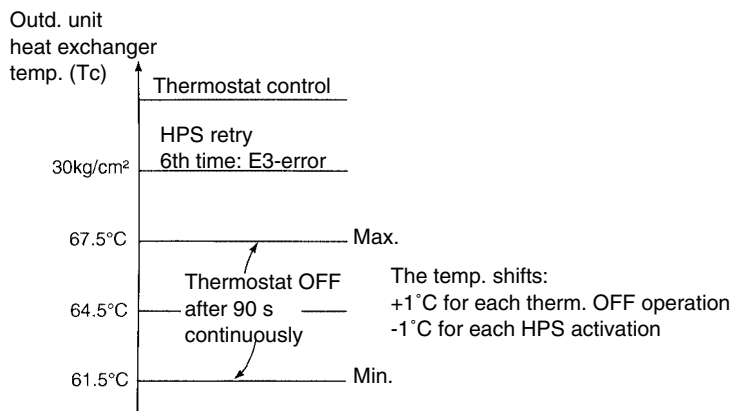 Outd. unit
heat exchanger
temp. (Tc)
Thermostat control
HPS retry
6th time: E3-error
30kg/cm²
67.5°C
Max.
Thermostat OFF
after 90 s
continuously
The temp. shifts:
+1˚C for each therm. OFF operation
-1˚C for each HPS activation
64.5°C
61.5°C
Min.